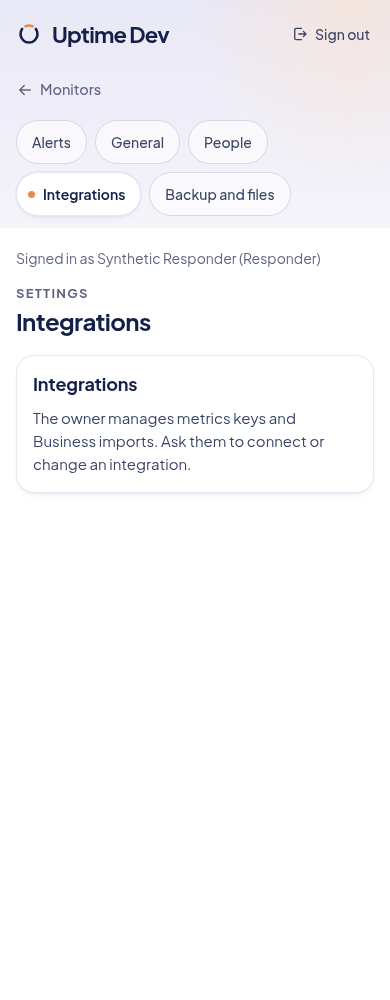 Uptime Dev
Sign out
Monitors
Alerts
General
People
Integrations
Backup and files
Signed in as Synthetic Responder (Responder)
SETTINGS
Integrations
Integrations
The owner manages metrics keys and
Business imports. Ask them to connect or
change an integration.